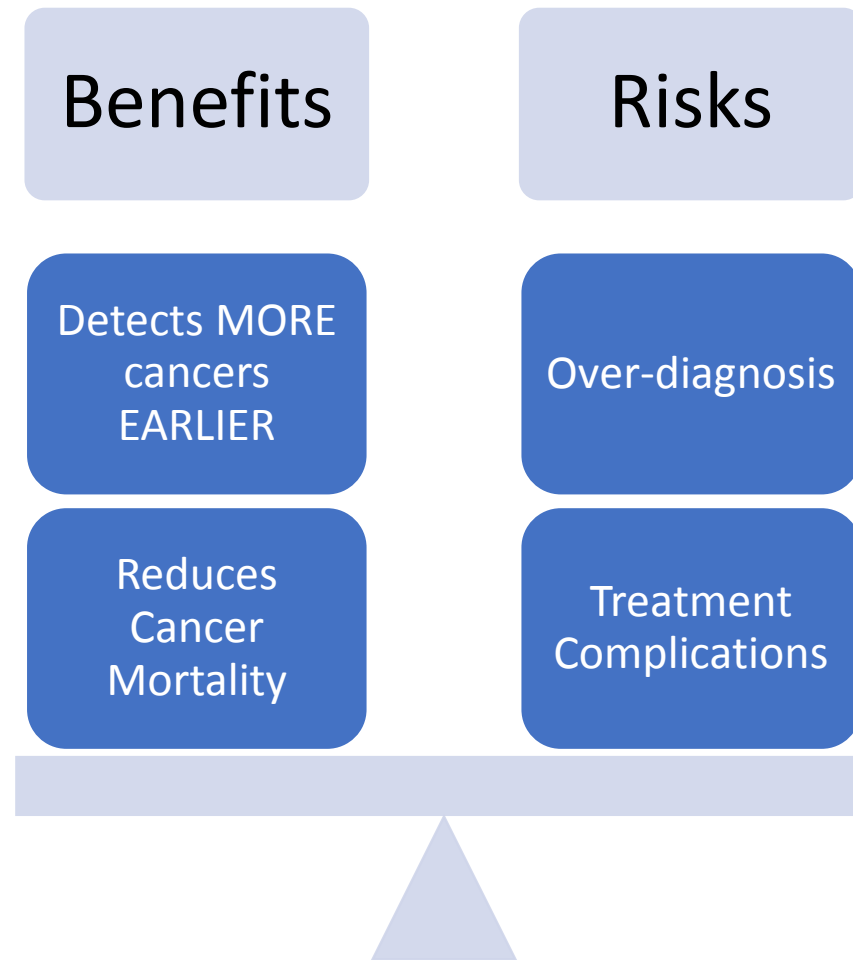 Benefits
Risks
Detects MORE
cancers
EARLIER
Over-diagnosis
Reduces
Cancer
Mortality
Treatment
Complications